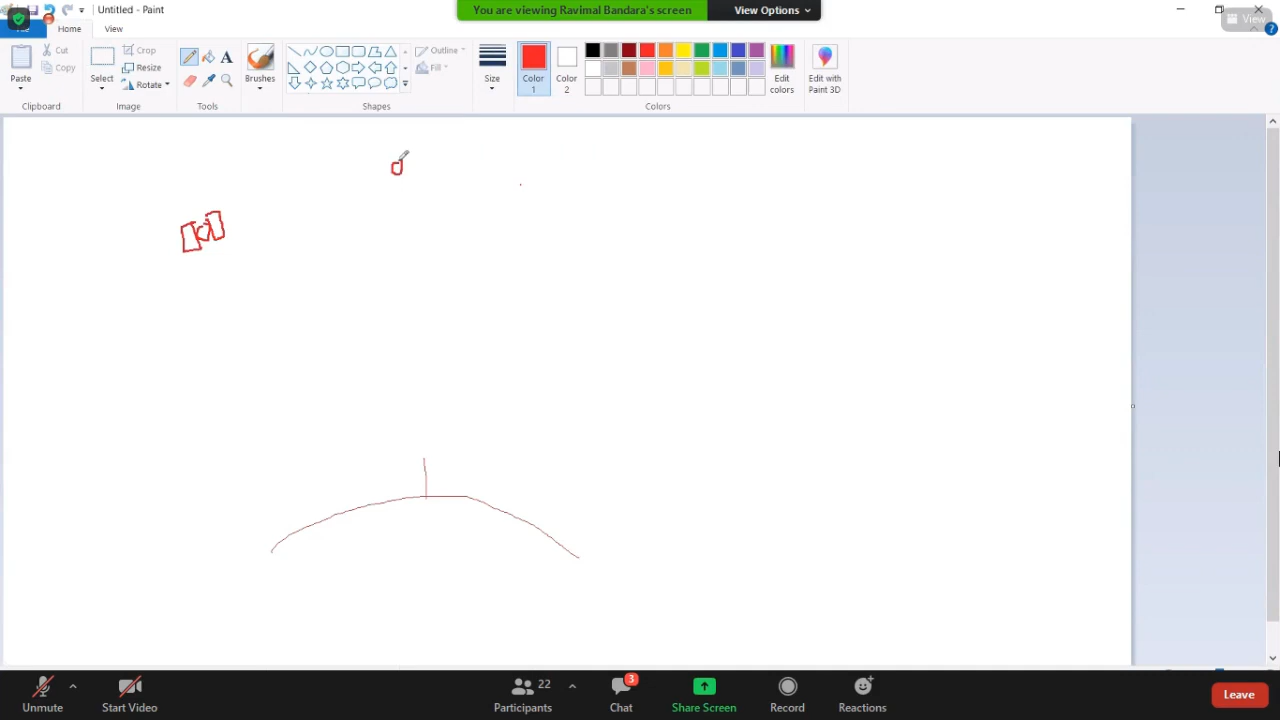 Untitled - Paint
You are viewing Ravimal Bandara's screen
View Options
View
Home
View
Paste
Cut
Copy
Clipboard
Select
Crop
Resize
Rotate
Image
Tools
Brushes
Shapes
Outline
Fill
Size
Color 1
Color 2
Edit colors
Colors
Edit with Paint 3D
Unmute
Start Video
Participants
22
Chat
3
Share Screen
Record
Reactions
Leave